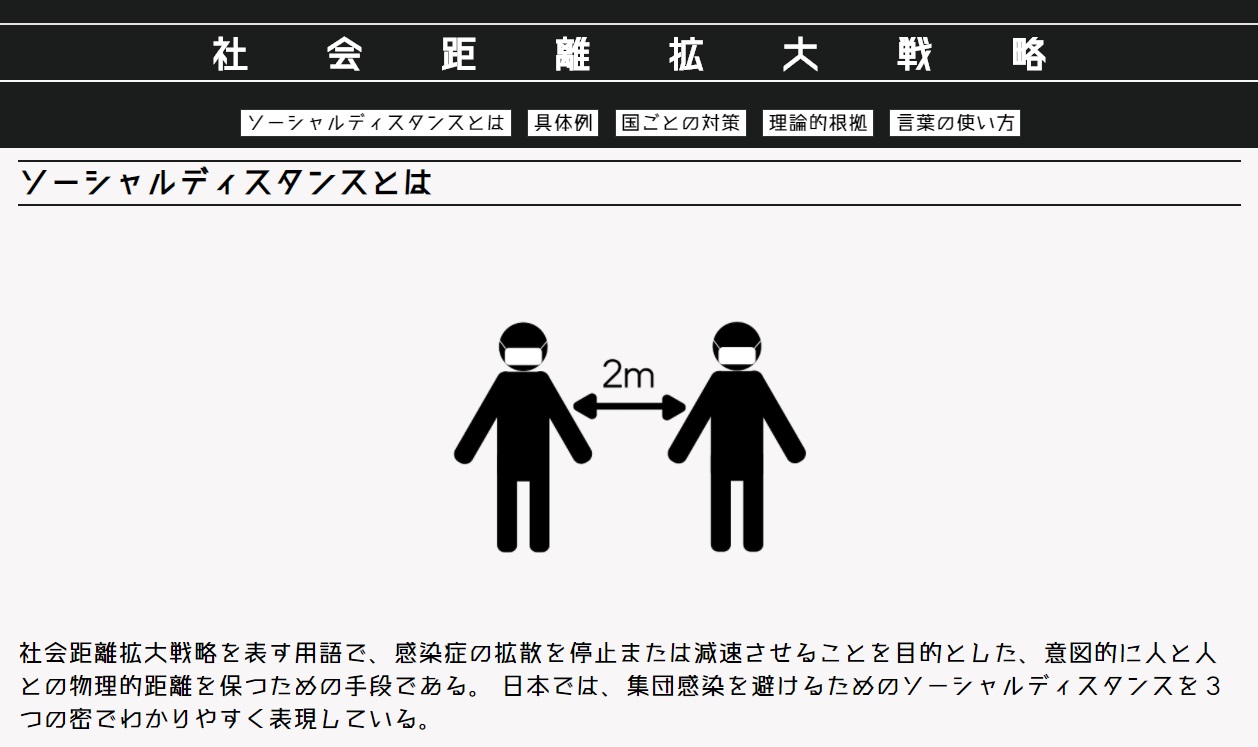 社会距離拡大戦略
ソーシャルディスタンスとは 具体例 国ごとの対策 理論的根拠 言葉の使い方
ソーシャルディスタンスとは
2m
社会距離拡大戦略を表す用語で、感染症の拡散を停止または減速させることを目的とした、意図的に人と人
との物理的距離を保つための手段である。 日本では、集団感染を避けるためのソーシャルディスタンスを３
つの密でわかりやすく表現している。